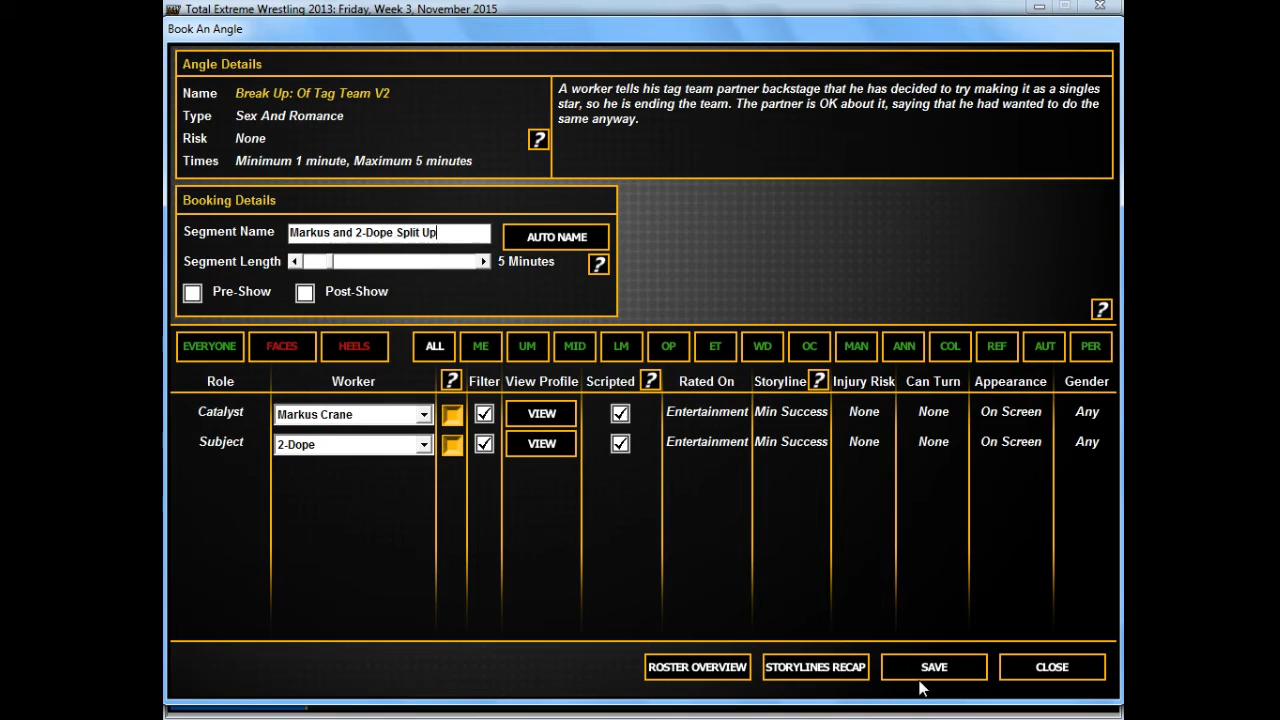 Total Extreme Wrestling 2013: Friday, Week 3, November 2015
Book An Angle
Angle Details
Name Break Up: Of Tag Team V2
Type Sex And Romance
Risk None ?
Times Minimum 1 minute, Maximum 5 minutes
A worker tells his tag team partner backstage that he has decided to try making it as a singles
star, so he is ending the team. The partner is OK about it, saying that he had wanted to do the
same anyway.
Booking Details
Segment Name Markus and 2-Dope Split Up AUTO NAME
Segment Length 5 Minutes ?
Pre-Show Post-Show
?
EVERYONE FACES HEELS ALL ME UM MID LM OP ET WD OC MAN ANN COL REF AUT PER
Role Worker ? Filter View Profile Scripted ? Rated On Storyline ? Injury Risk Can Turn Appearance Gender
Catalyst Markus Crane VIEW Entertainment Min Success None None On Screen Any
Subject 2-Dope VIEW Entertainment Min Success None None On Screen Any
ROSTER OVERVIEW STORYLINES RECAP SAVE CLOSE